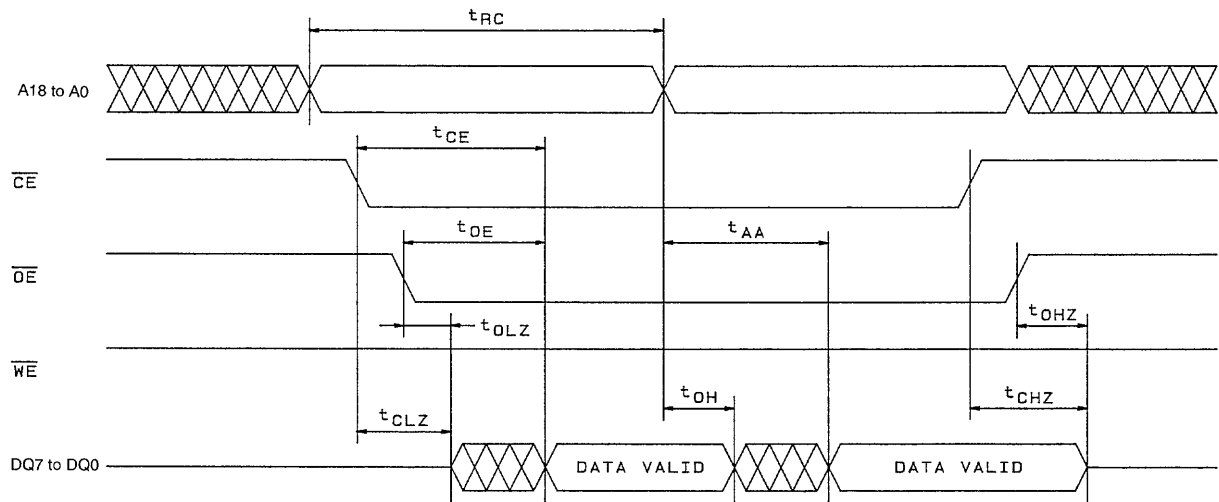 tRC
A18 to A0
tCE
CE
tOE
tAA
OE
tOLZ
tOHZ
WE
tOH
tCHZ
tCLZ
DQ7 to DQ0
DATA VALID
DATA VALID